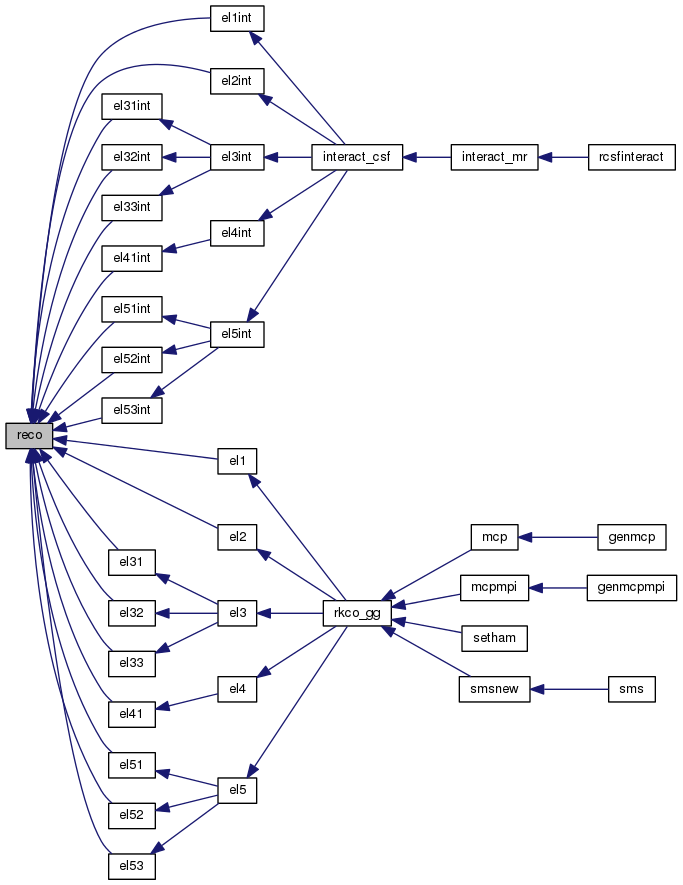 el1int
el2int
el31int
el32int
el3int
interact_csf
interact_mr
rcsfinteract
el33int
el4int
el41int
el51int
el5int
el52int
el53int
reco
el1
el2
mcp
genmcp
el31
mcpmpi
genmcpmpi
el32
el3
rkco_gg
setham
el33
el4
smsnew
sms
el41
el51
el5
el52
el53